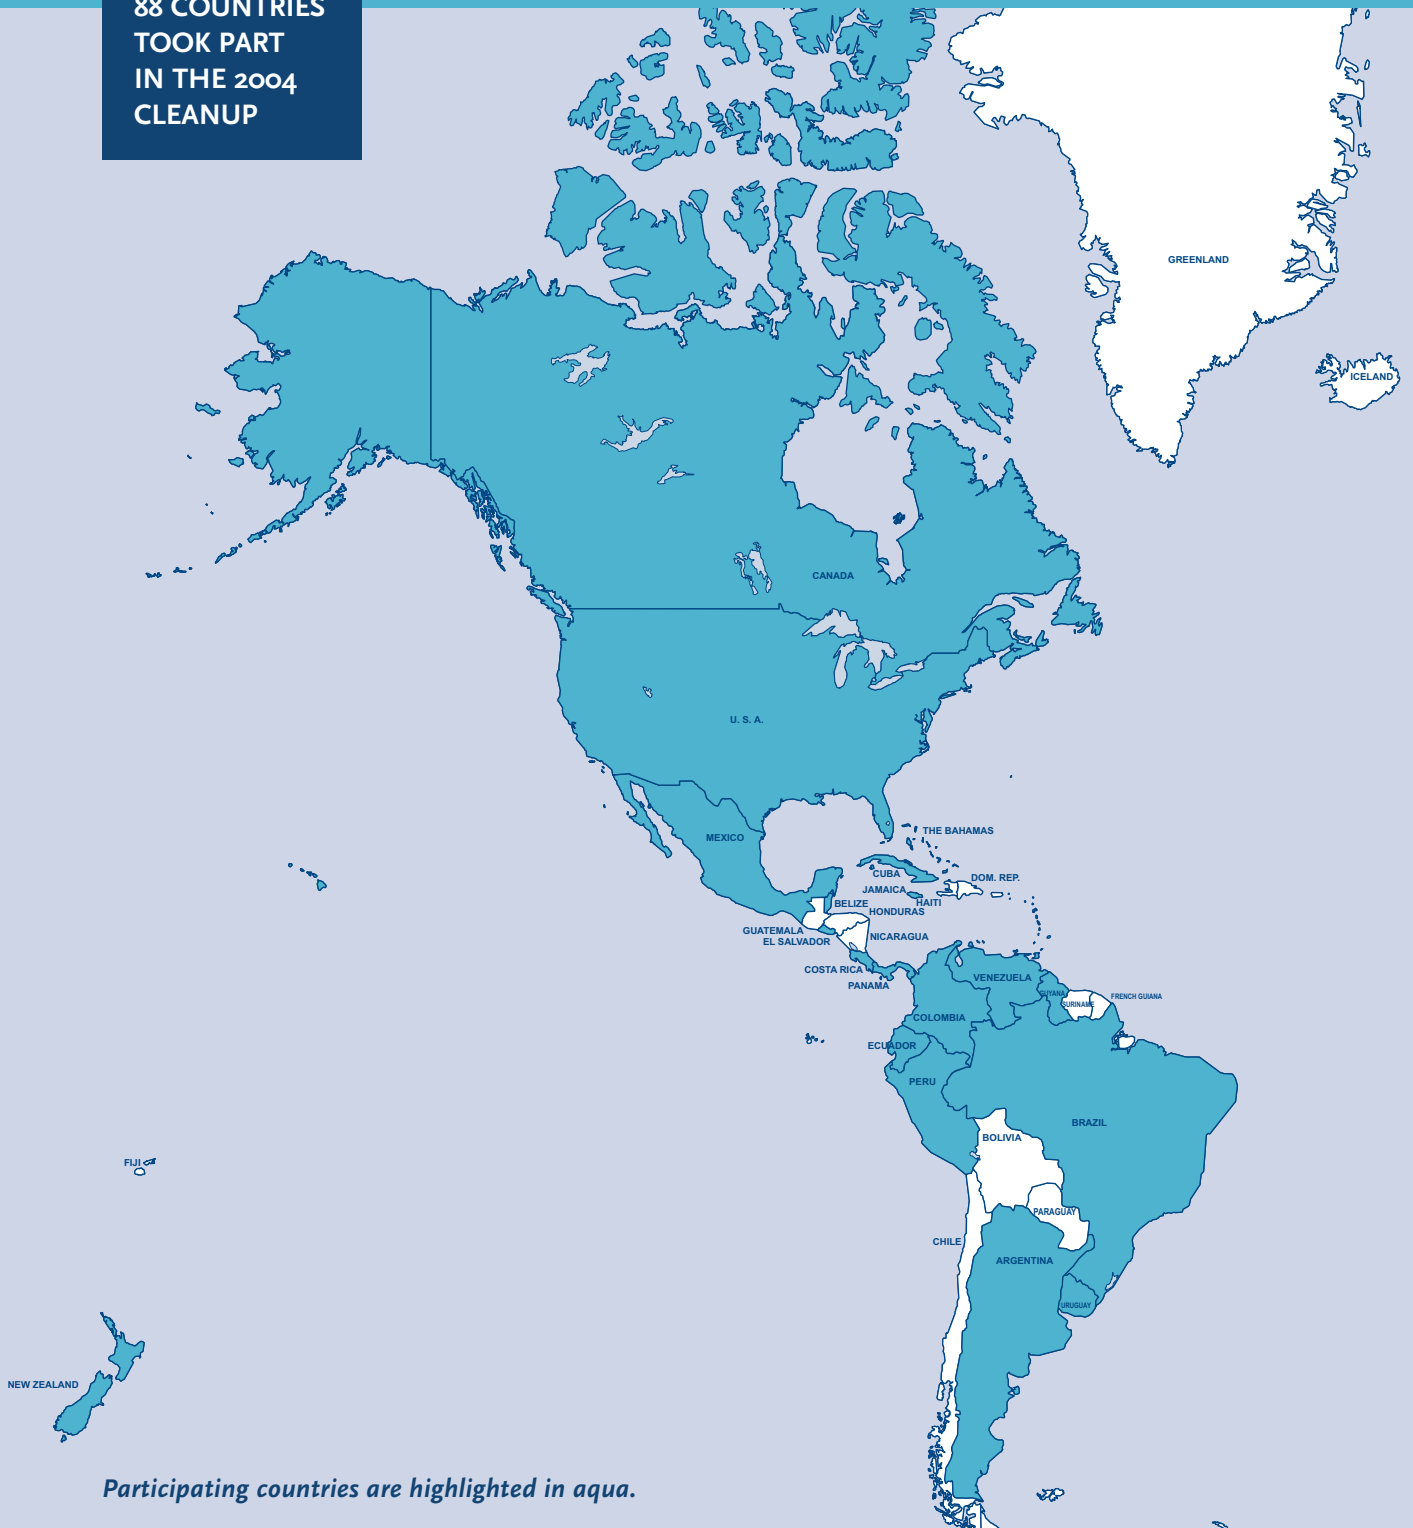 88 COUNTRIES
TOOK PART
IN THE 2004
CLEANUP
GREENLAND
ICELAND
CANADA
U. S. A.
MEXICO
THE BAHAMAS
CUBA
DOM. REP.
JAMAICA
HAITI
BELIZE
HONDURAS
GUATEMALA
EL SALVADOR
NICARAGUA
COSTA RICA
PANAMA
VENEZUELA
GUYANA
SURINAME
FRENCH GUIANA
COLOMBIA
ECUADOR
PERU
BRAZIL
BOLIVIA
FIJI
PARAGUAY
CHILE
ARGENTINA
URUGUAY
NEW ZEALAND
Participating countries are highlighted in aqua.